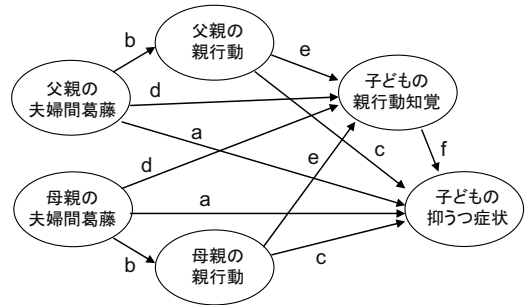 父親の
親行動
b
e
子どもの
親行動知覚
父親の
夫婦間葛藤
d
a
c
f
d
e
母親の
夫婦間葛藤
a
子どもの
抑うつ症状
b
母親の
親行動
c